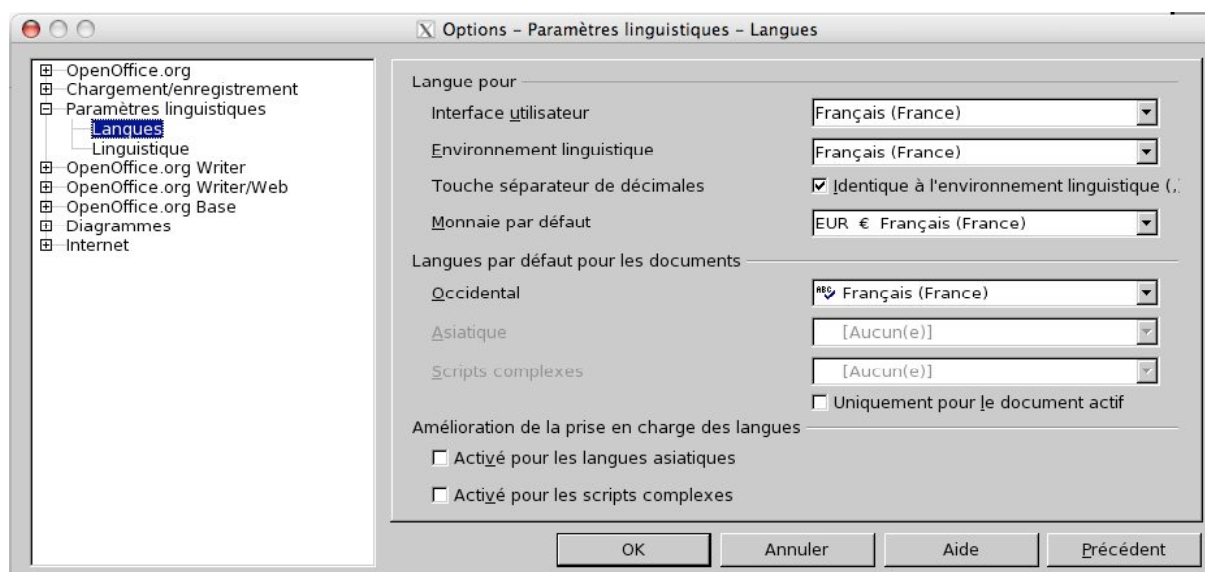 X Options – Paramètres linguistiques – Langues
OpenOffice.org
Chargement/enregistrement
Paramètres linguistiques
Langues
Linguistique
OpenOffice.org Writer
OpenOffice.org Writer/Web
OpenOffice.org Base
Diagrammes
Internet
Langue pour
Interface utilisateur
Français (France)
Environnement linguistique
Français (France)
Touche séparateur de décimales
Identique à l'environnement linguistique (,)
Monnaie par défaut
EUR € Français (France)
Langues par défaut pour les documents
Occidental
ABC Français (France)
Asiatique
[Aucun(e)]
Scripts complexes
[Aucun(e)]
Uniquement pour le document actif
Amélioration de la prise en charge des langues
Activé pour les langues asiatiques
Activé pour les scripts complexes
OK
Annuler
Aide
Précédent